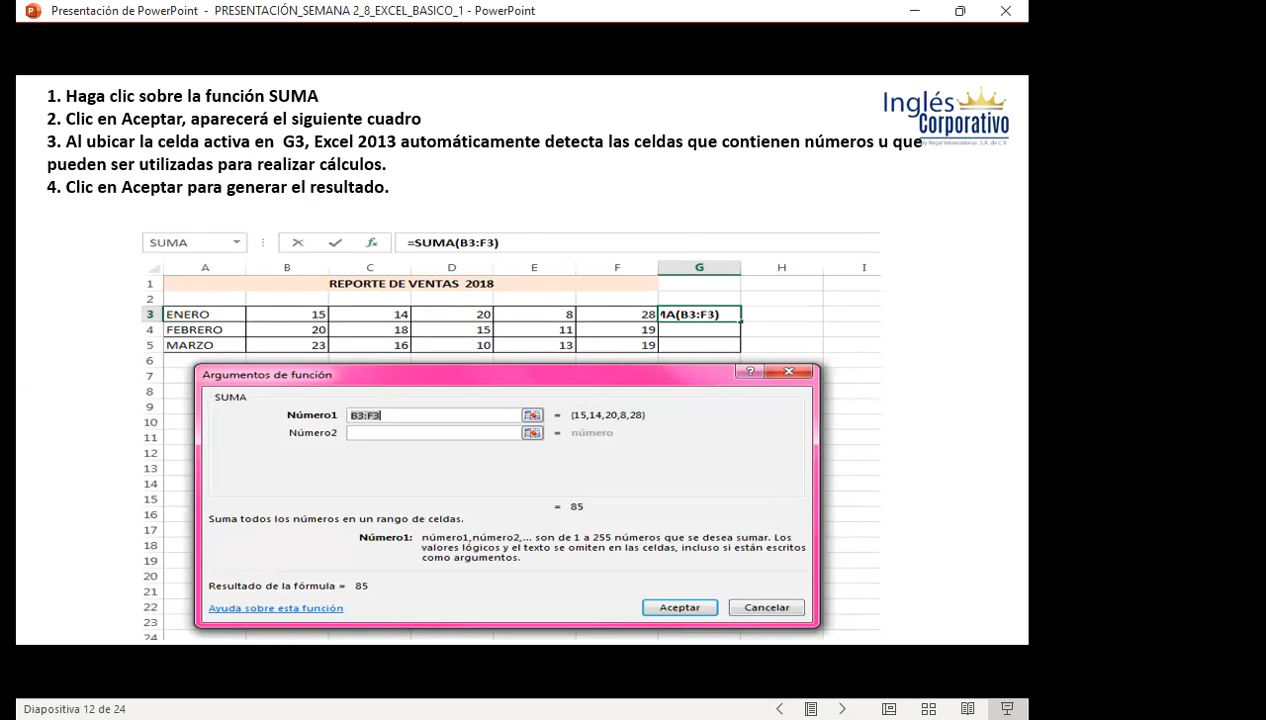 Presentación de PowerPoint - PRESENTACIÓN_SEMANA 2_8_EXCEL_BASICO_1 - PowerPoint
1. Haga clic sobre la función SUMA
2. Clic en Aceptar, aparecerá el siguiente cuadro
3. Al ubicar la celda activa en G3, Excel 2013 automáticamente detecta las celdas que contienen números u que
pueden ser utilizadas para realizar cálculos.
4. Clic en Aceptar para generar el resultado.
Inglés
Corporativo
by Regal International, S.A. de C.V.
SUMA fx =SUMA(B3:F3)
A B C D E F G H I
1 REPORTE DE VENTAS 2018
2
3 ENERO 15 14 20 8 28 MA(B3:F3)
4 FEBRERO 20 18 15 11 19
5 MARZO 23 16 10 13 19
6
7
8
9
10
11
12
13
14
15
16
17
18
19
20
21
22
23
24
Argumentos de función ?
SUMA
Número1 B3:F3 = {15,14,20,8,28}
Número2 = número
= 85
Suma todos los números en un rango de celdas.
Número1: número1,número2,... son de 1 a 255 números que se desea sumar. Los
valores lógicos y el texto se omiten en las celdas, incluso si están escritos
como argumentos.
Resultado de la fórmula = 85
Ayuda sobre esta función Aceptar Cancelar
Diapositiva 12 de 24